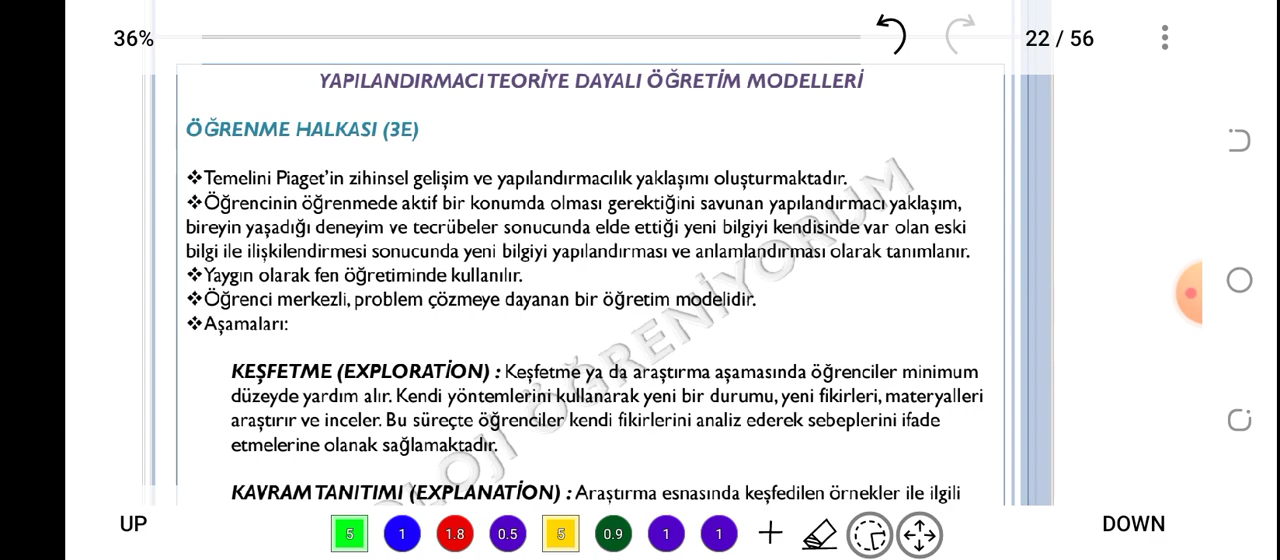 36%
22 / 56
YAPILANDIRMACI TEORİYE DAYALI ÖĞRETİM MODELLERİ
ÖĞRENME HALKASI (3E)
❖Temelini Piaget’in zihinsel gelişim ve yapılandırmacılık yaklaşımı oluşturmaktadır.
❖Öğrencinin öğrenmede aktif bir konumda olması gerektiğini savunan yapılandırmacı yaklaşım,
bireyin yaşadığı deneyim ve tecrübeler sonucunda elde ettiği yeni bilgiyi kendisinde var olan eski
bilgi ile ilişkilendirmesi sonucunda yeni bilgiyi yapılandırması ve anlamlandırması olarak tanımlanır.
❖Yaygın olarak fen öğretiminde kullanılır.
❖Öğrenci merkezli, problem çözmeye dayanan bir öğretim modelidir.
❖Aşamaları:
KEŞFETME (EXPLORATİON) : Keşfetme ya da araştırma aşamasında öğrenciler minimum
düzeyde yardım alır. Kendi yöntemlerini kullanarak yeni bir durumu, yeni fikirleri, materyalleri
araştırır ve inceler. Bu süreçte öğrenciler kendi fikirlerini analiz ederek sebeplerini ifade
etmelerine olanak sağlamaktadır.
KAVRAM TANITIMI (EXPLANATİON) : Araştırma esnasında keşfedilen örnekler ile ilgili
OLOJİ ÖĞRENİYORUM
UP
5 1 1.8 0.5 5 0.9 1 1
DOWN